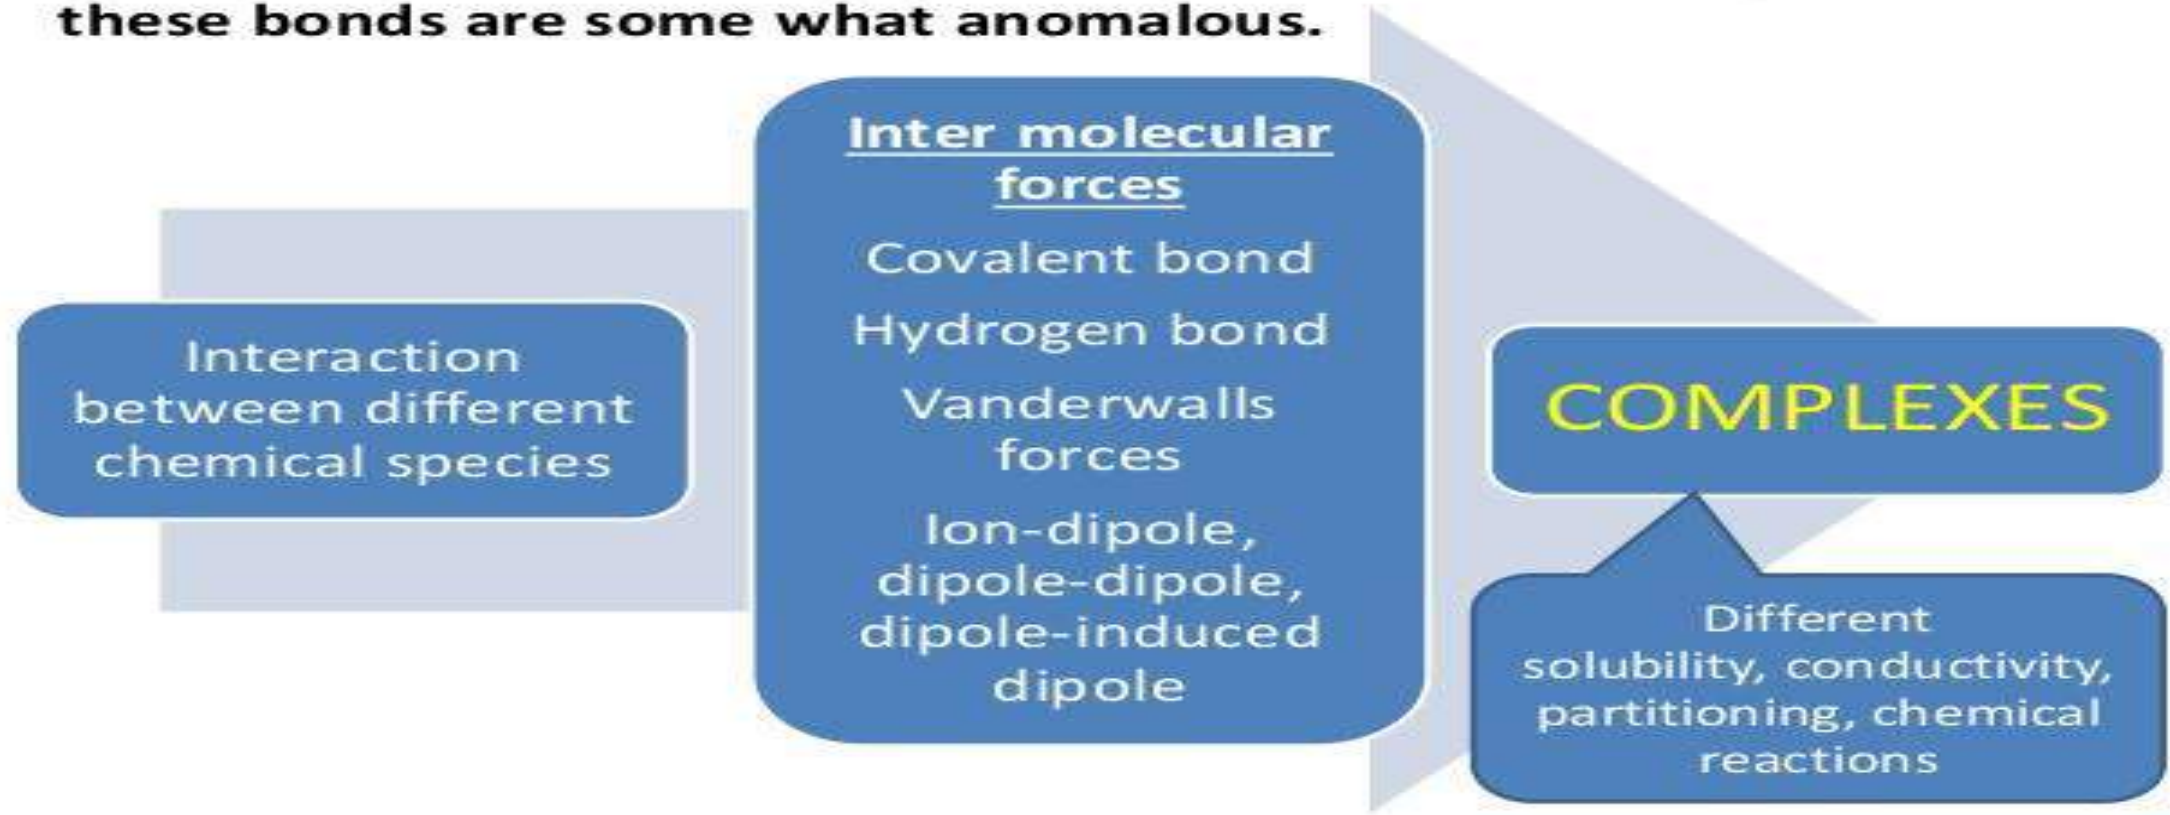 these bonds are some what anomalous.
Interaction
between different
chemical species
Inter molecular
forces
Covalent bond
Hydrogen bond
Vanderwalls
forces
Ion-dipole,
dipole-dipole,
dipole-induced
dipole
COMPLEXES
Different
solubility, conductivity,
partitioning, chemical
reactions